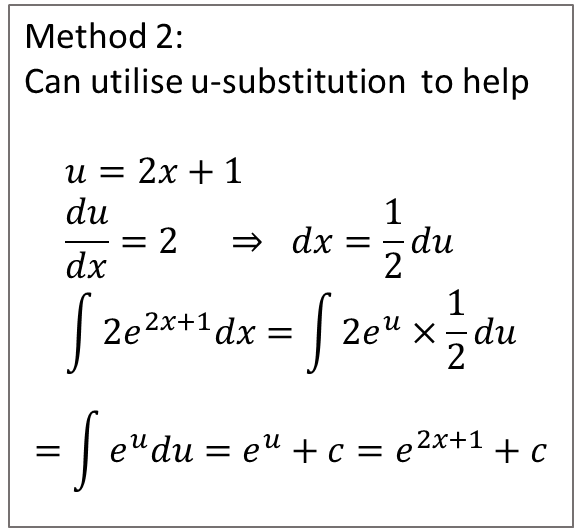 Method 2:
Can utilise u-substitution to help
𝑢 = 2𝑥 + 1
𝑑𝑢/𝑑𝑥 = 2 ⇒ 𝑑𝑥 = 1/2 𝑑𝑢
∫ 2𝑒^(2𝑥+1) 𝑑𝑥 = ∫ 2𝑒^𝑢 × 1/2 𝑑𝑢
= ∫ 𝑒^𝑢 𝑑𝑢 = 𝑒^𝑢 + 𝑐 = 𝑒^(2𝑥+1) + 𝑐